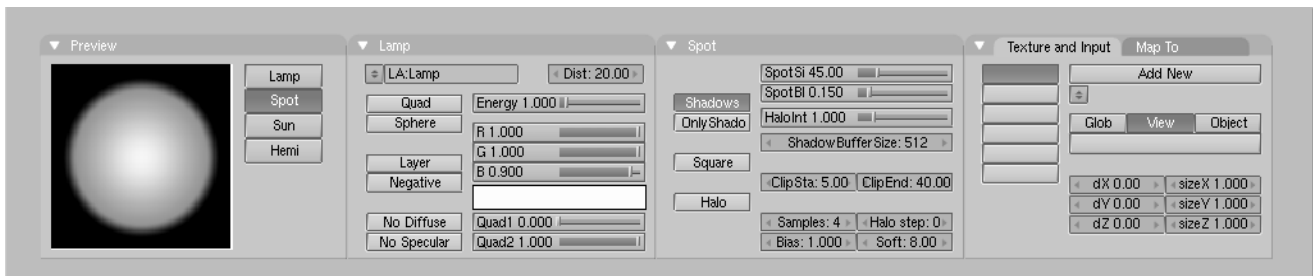 Preview
Lamp
Spot
Sun
Hemi
Lamp
LA:Lamp
Dist: 20.00
Quad
Energy 1.000
Sphere
R 1.000
G 1.000
Layer
B 0.900
Negative
No Diffuse
Quad1 0.000
No Specular
Quad2 1.000
Spot
SpotSi 45.00
SpotBl 0.150
Shadows
OnlyShado
HaloInt 1.000
ShadowBufferSize: 512
Square
ClipSta: 5.00
ClipEnd: 40.00
Halo
Samples: 4
Halo step: 0
Bias: 1.000
Soft: 8.00
Texture and Input
Map To
Add New
Glob
View
Object
dX 0.00
sizeX 1.000
dY 0.00
sizeY 1.000
dZ 0.00
sizeZ 1.000